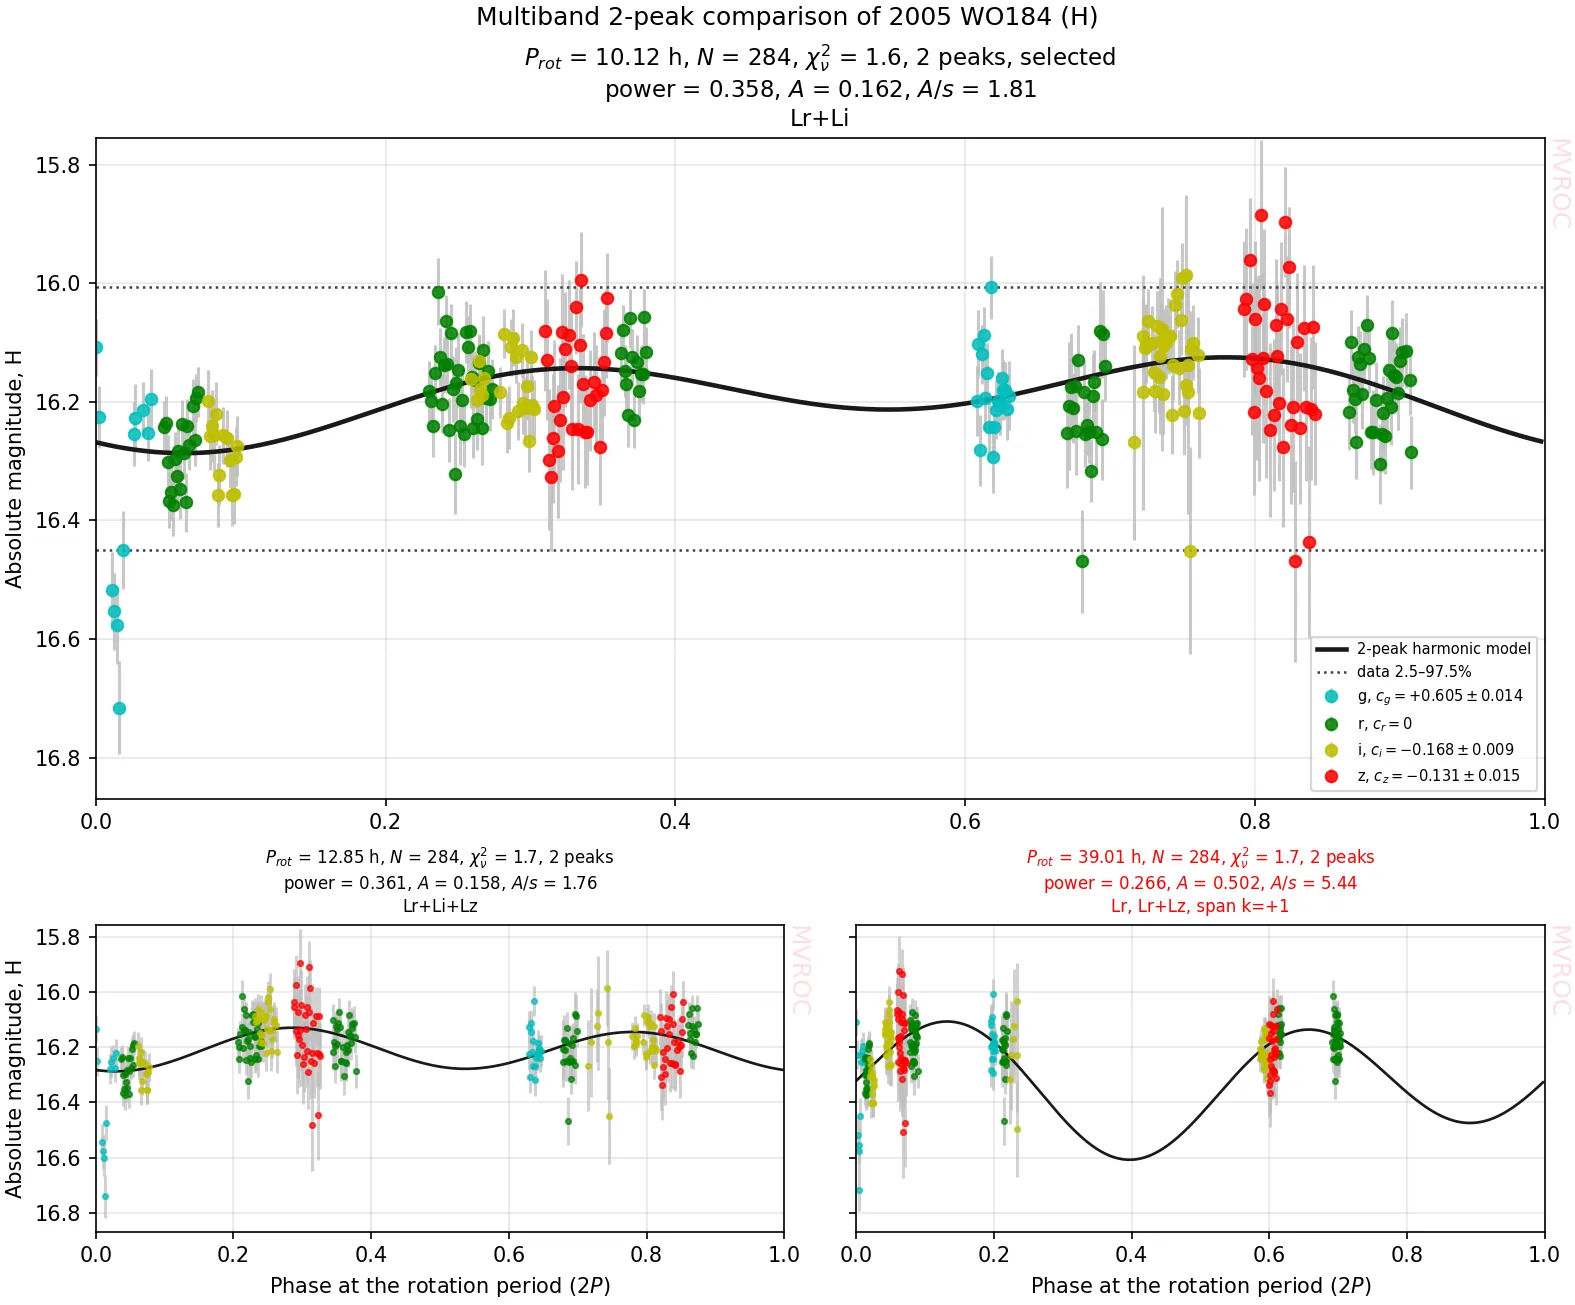 Multiband 2-peak comparison of 2005 WO184 (H)
P_rot = 10.12 h, N = 284, χ²_ν = 1.6, 2 peaks, selected
power = 0.358, A = 0.162, A/s = 1.81
Lr+Li
MVROC
Absolute magnitude, H
15.8
16.0
16.2
16.4
16.6
16.8
2-peak harmonic model
data 2.5–97.5%
g, c_g = +0.605 ± 0.014
r, c_r = 0
i, c_i = −0.168 ± 0.009
z, c_z = −0.131 ± 0.015
0.0 0.2 0.4 0.6 0.8 1.0
P_rot = 12.85 h, N = 284, χ²_ν = 1.7, 2 peaks
power = 0.361, A = 0.158, A/s = 1.76
Lr+Li+Lz
MVROC
Absolute magnitude, H
15.8
16.0
16.2
16.4
16.6
16.8
0.0 0.2 0.4 0.6 0.8 1.0
Phase at the rotation period (2P)
P_rot = 39.01 h, N = 284, χ²_ν = 1.7, 2 peaks
power = 0.266, A = 0.502, A/s = 5.44
Lr, Lr+Lz, span k=+1
MVROC
0.0 0.2 0.4 0.6 0.8 1.0
Phase at the rotation period (2P)